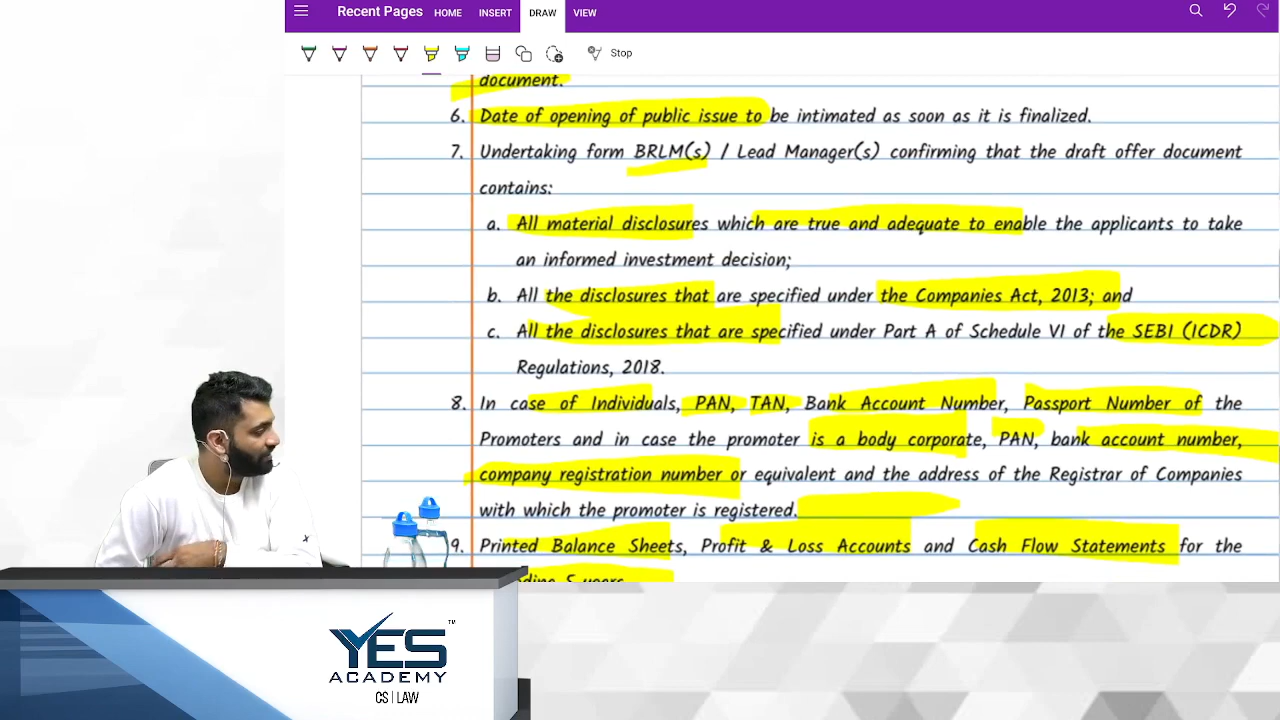 Recent Pages HOME INSERT DRAW VIEW
Stop
document.
6. Date of opening of public issue to be intimated as soon as it is finalized.
7. Undertaking form BRLM(s) / Lead Manager(s) confirming that the draft offer document
contains:
a. All material disclosures which are true and adequate to enable the applicants to take
an informed investment decision;
b. All the disclosures that are specified under the Companies Act, 2013; and
c. All the disclosures that are specified under Part A of Schedule VI of the SEBI (ICDR)
Regulations, 2018.
8. In case of Individuals, PAN, TAN, Bank Account Number, Passport Number of the
Promoters and in case the promoter is a body corporate, PAN, bank account number,
company registration number or equivalent and the address of the Registrar of Companies
with which the promoter is registered.
9. Printed Balance Sheets, Profit & Loss Accounts and Cash Flow Statements for the
5 years
YES™
ACADEMY
CS | LAW